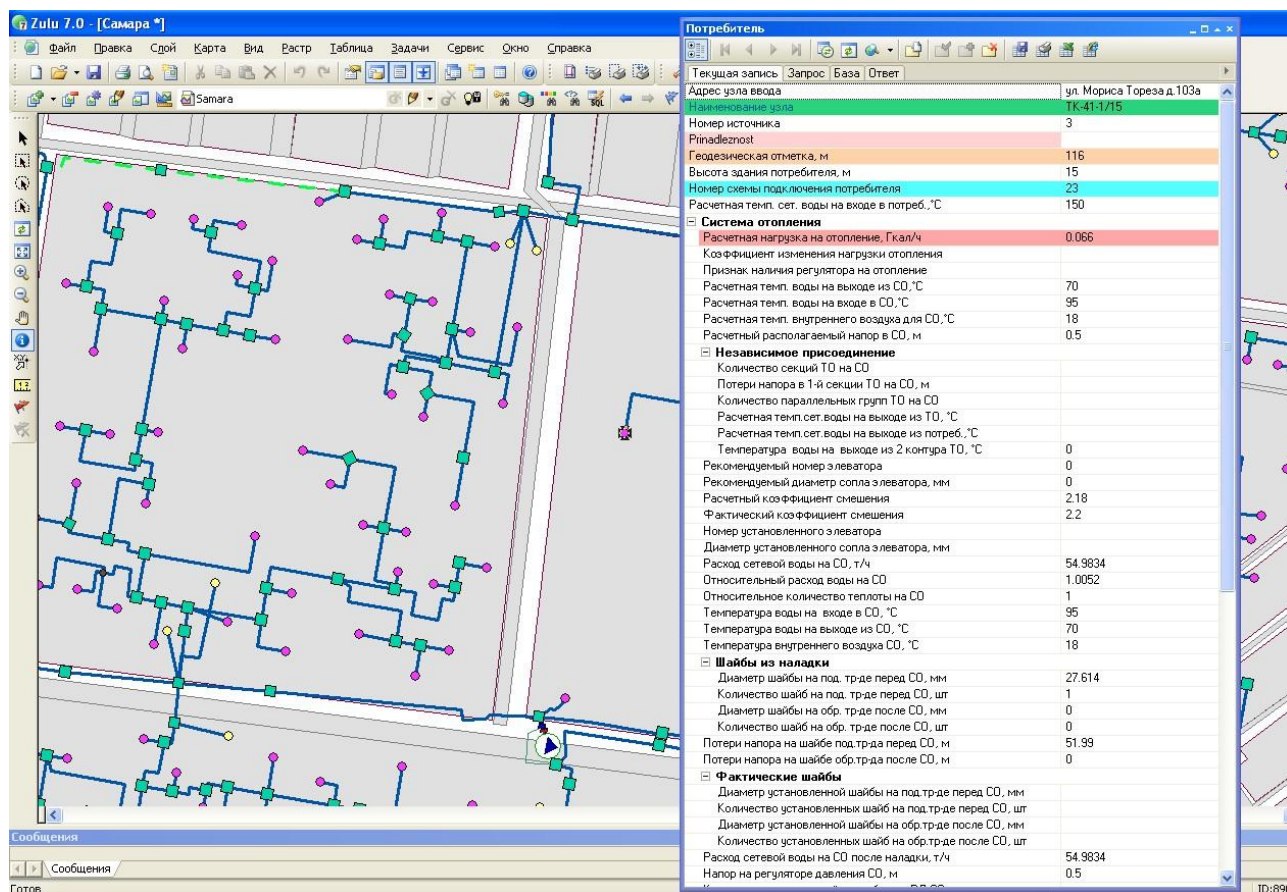 Zulu 7.0 - [Самара *]
Файл Правка Слой Карта Вид Растр Таблица Задачи Сервис Окно Справка
Samara
SQL
Потребитель
Текущая запись Запрос База Ответ
Адрес узла ввода ул. Мориса Тореза д.103а
Наименование узла ТК-41-1/15
Номер источника 3
Prinadleznost
Геодезическая отметка, м 116
Высота здания потребителя, м 15
Номер схемы подключения потребителя 23
Расчетная темп. сет. воды на входе в потреб.,°C 150
Система отопления
Расчетная нагрузка на отопление, Гкал/ч 0.066
Коэффициент изменения нагрузки отопления
Признак наличия регулятора на отопление
Расчетная темп. воды на выходе из СО,°C 70
Расчетная темп. воды на входе в СО,°C 95
Расчетная темп. внутреннего воздуха для СО,°C 18
Расчетный располагаемый напор в СО, м 0.5
Независимое присоединение
Количество секций ТО на СО
Потери напора в 1-й секции ТО на СО, м
Количество параллельных групп ТО на СО
Расчетная темп.сет.воды на выходе из ТО, °C
Расчетная темп.сет.воды на выходе из потреб.,°C
Температура воды на выходе из 2 контура ТО, °C 0
Рекомендуемый номер элеватора 0
Рекомендуемый диаметр сопла элеватора, мм 0
Расчетный коэффициент смешения 2.18
Фактический коэффициент смешения 2.2
Номер установленного элеватора
Диаметр установленного сопла элеватора, мм
Расход сетевой воды на СО, т/ч 54.9834
Относительный расход воды на СО 1.0052
Относительное количество теплоты на СО 1
Температура воды на входе в СО, °C 95
Температура воды на выходе из СО, °C 70
Температура внутреннего воздуха СО, °C 18
Шайбы из наладки
Диаметр шайбы на под. тр-де перед СО, мм 27.614
Количество шайб на под. тр-де перед СО, шт 1
Диаметр шайбы на обр. тр-де после СО, мм 0
Количество шайб на обр. тр-де после СО, шт 0
Потери напора на шайбе под.тр-да перед СО, м 51.99
Потери напора на шайбе обр.тр-да после СО, м 0
Фактические шайбы
Диаметр установленной шайбы на под.тр-де перед СО, мм
Количество установленных шайб на под.тр-де перед СО, шт
Диаметр установленной шайбы на обр.тр-де после СО, мм
Количество установленных шайб на обр.тр-де после СО, шт
Расход сетевой воды на СО после наладки, т/ч 54.9834
Напор на регуляторе давления СО, м 0.5
Сообщения
Сообщения
Готов